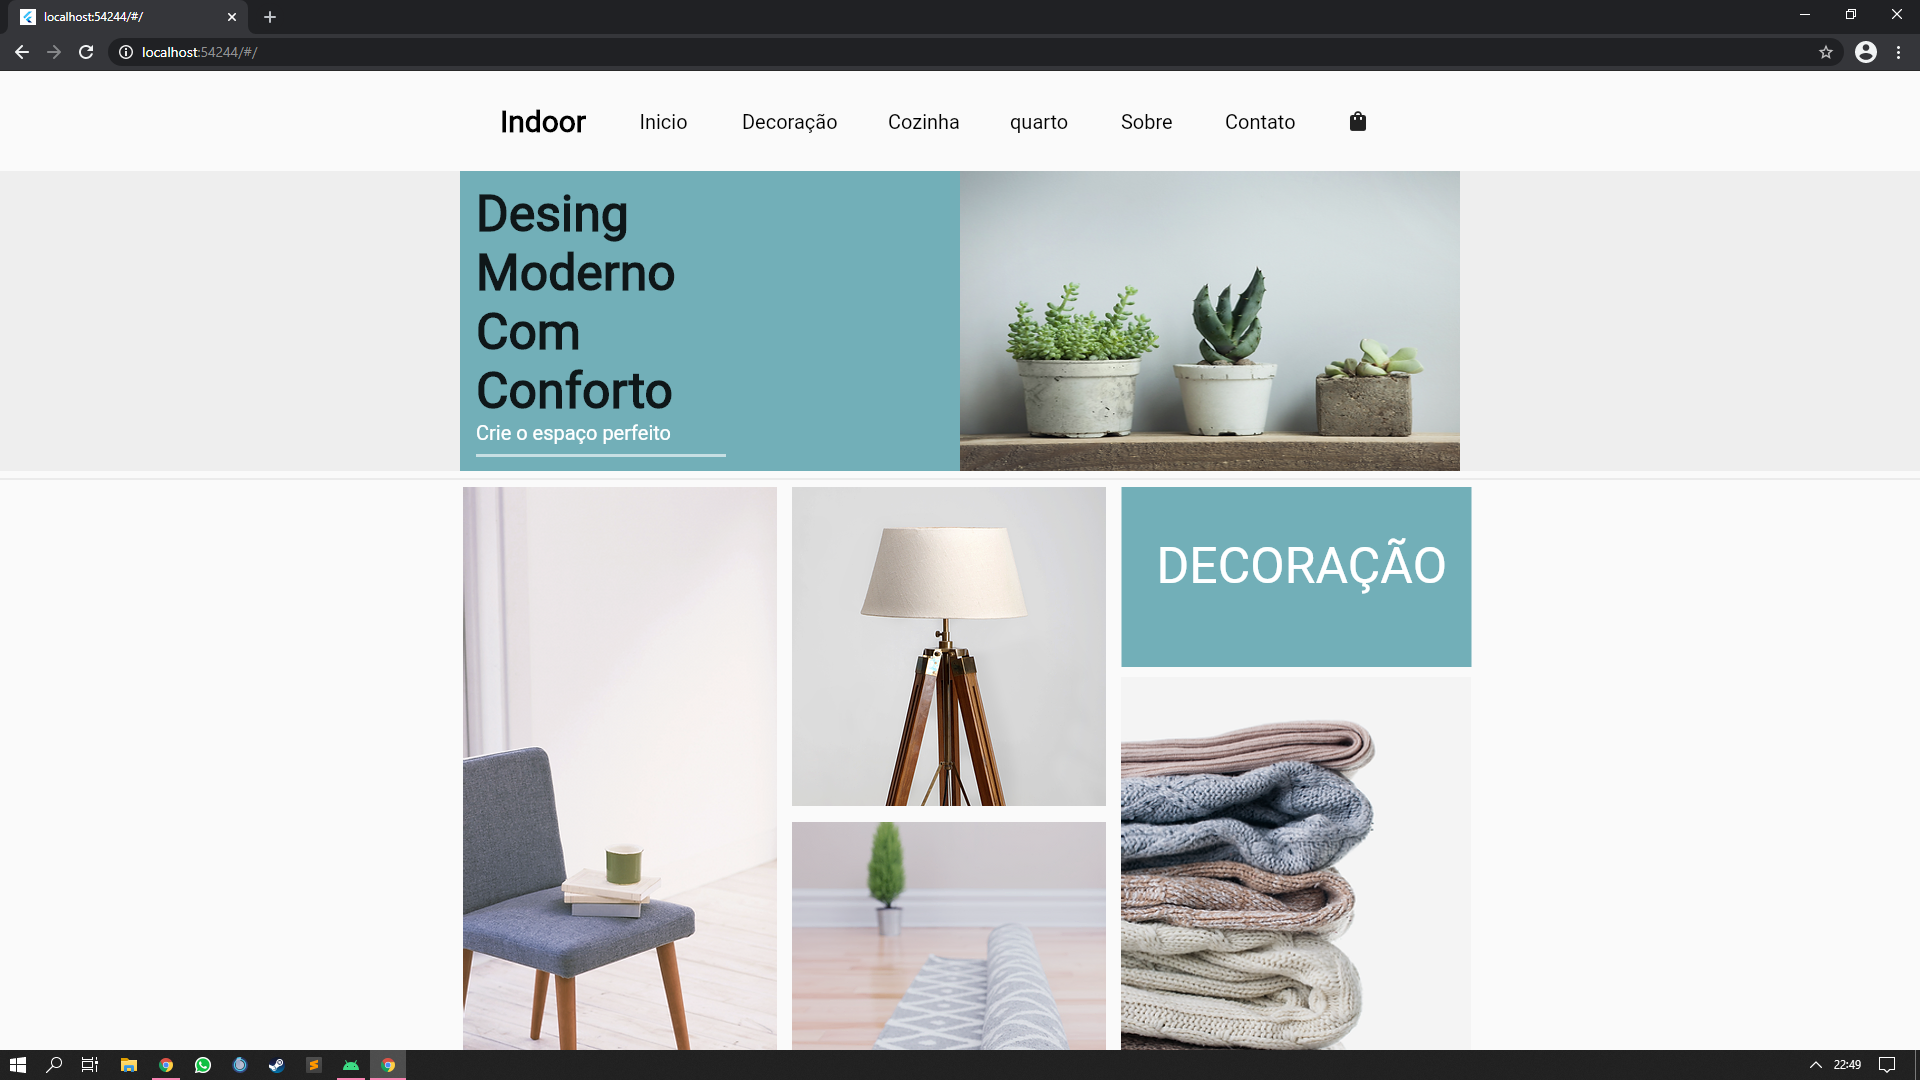 localhost:54244/#/
localhost:54244/#/
Indoor
Inicio
Decoração
Cozinha
quarto
Sobre
Contato
Desing
Moderno
Com
Conforto
Crie o espaço perfeito
DECORAÇÃO
22:49